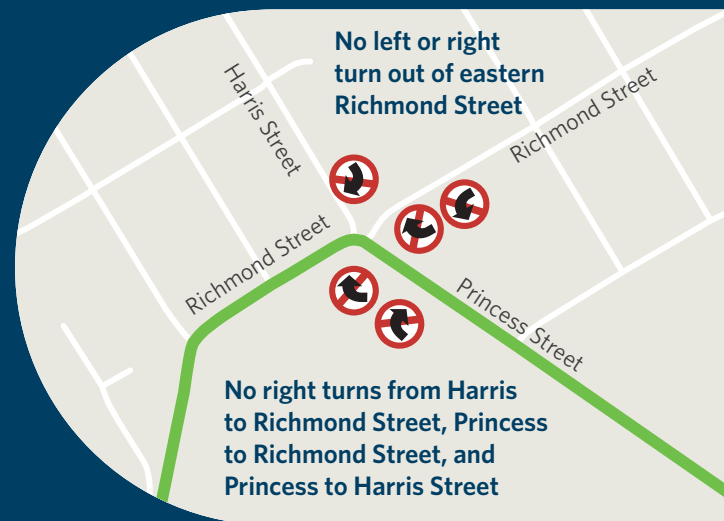 No left or right
turn out of eastern
Richmond Street
Harris Street
Richmond Street
Richmond Street
Princess Street
No right turns from Harris
to Richmond Street, Princess
to Richmond Street, and
Princess to Harris Street